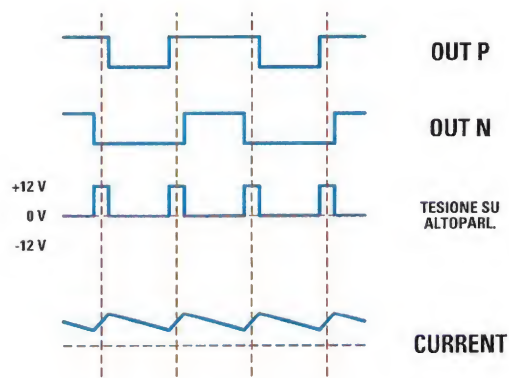 OUT P
OUT N
+12 V
0 V
-12 V
TESIONE SU
ALTOPARL.
CURRENT